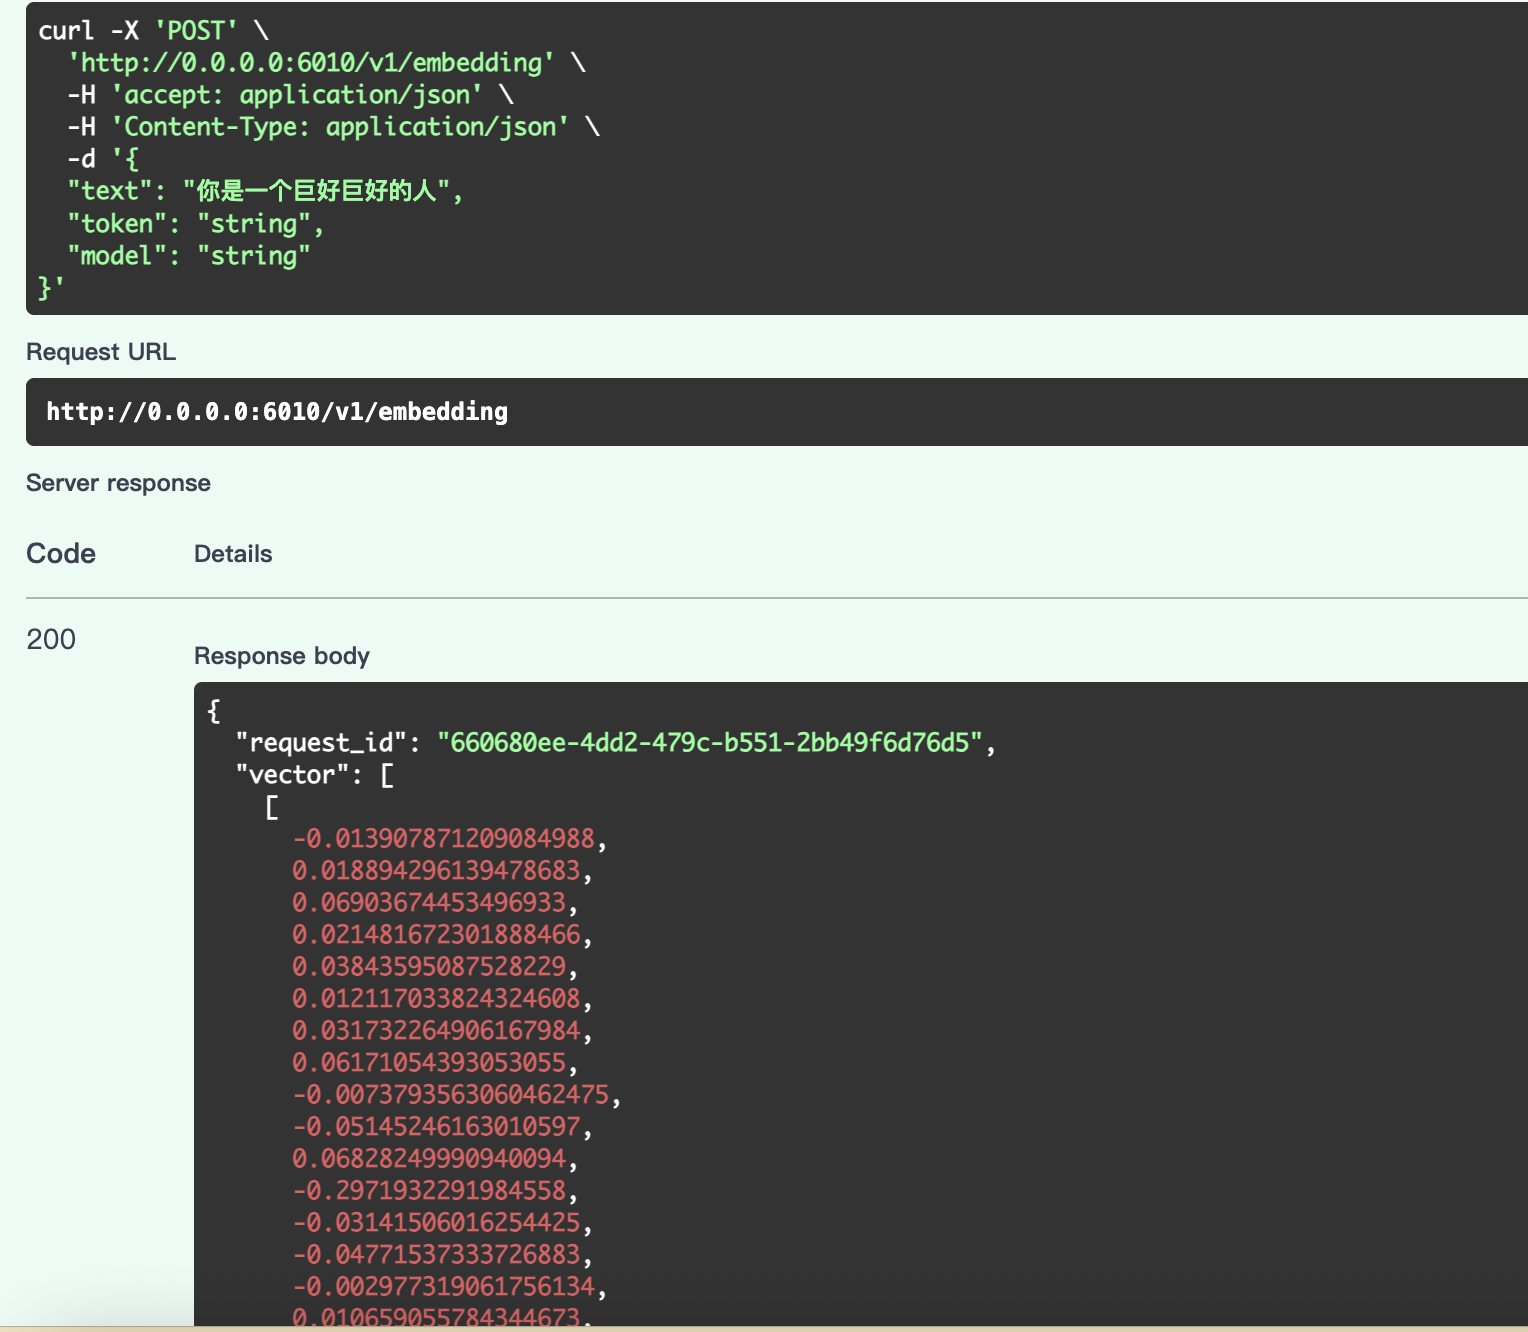 curl -X 'POST' \
'http://0.0.0.0:6010/v1/embedding' \
-H 'accept: application/json' \
-H 'Content-Type: application/json' \
-d '{
"text": "你是一个巨好巨好的人",
"token": "string",
"model": "string"
}'
Request URL
http://0.0.0.0:6010/v1/embedding
Server response
Code Details
200
Response body
{
"request_id": "660680ee-4dd2-479c-b551-2bb49f6d76d5",
"vector": [
[
-0.013907871209084988,
0.018894296139478683,
0.06903674453496933,
0.021481672301888466,
0.03843595087528229,
0.012117033824324608,
0.031732264906167984,
0.06171054393053055,
-0.0073793563060462475,
-0.05145246163010597,
0.06828249990940094,
-0.2971932291984558,
-0.03141506016254425,
-0.04771537333726883,
-0.002977319061756134,
0.010659055784344673,